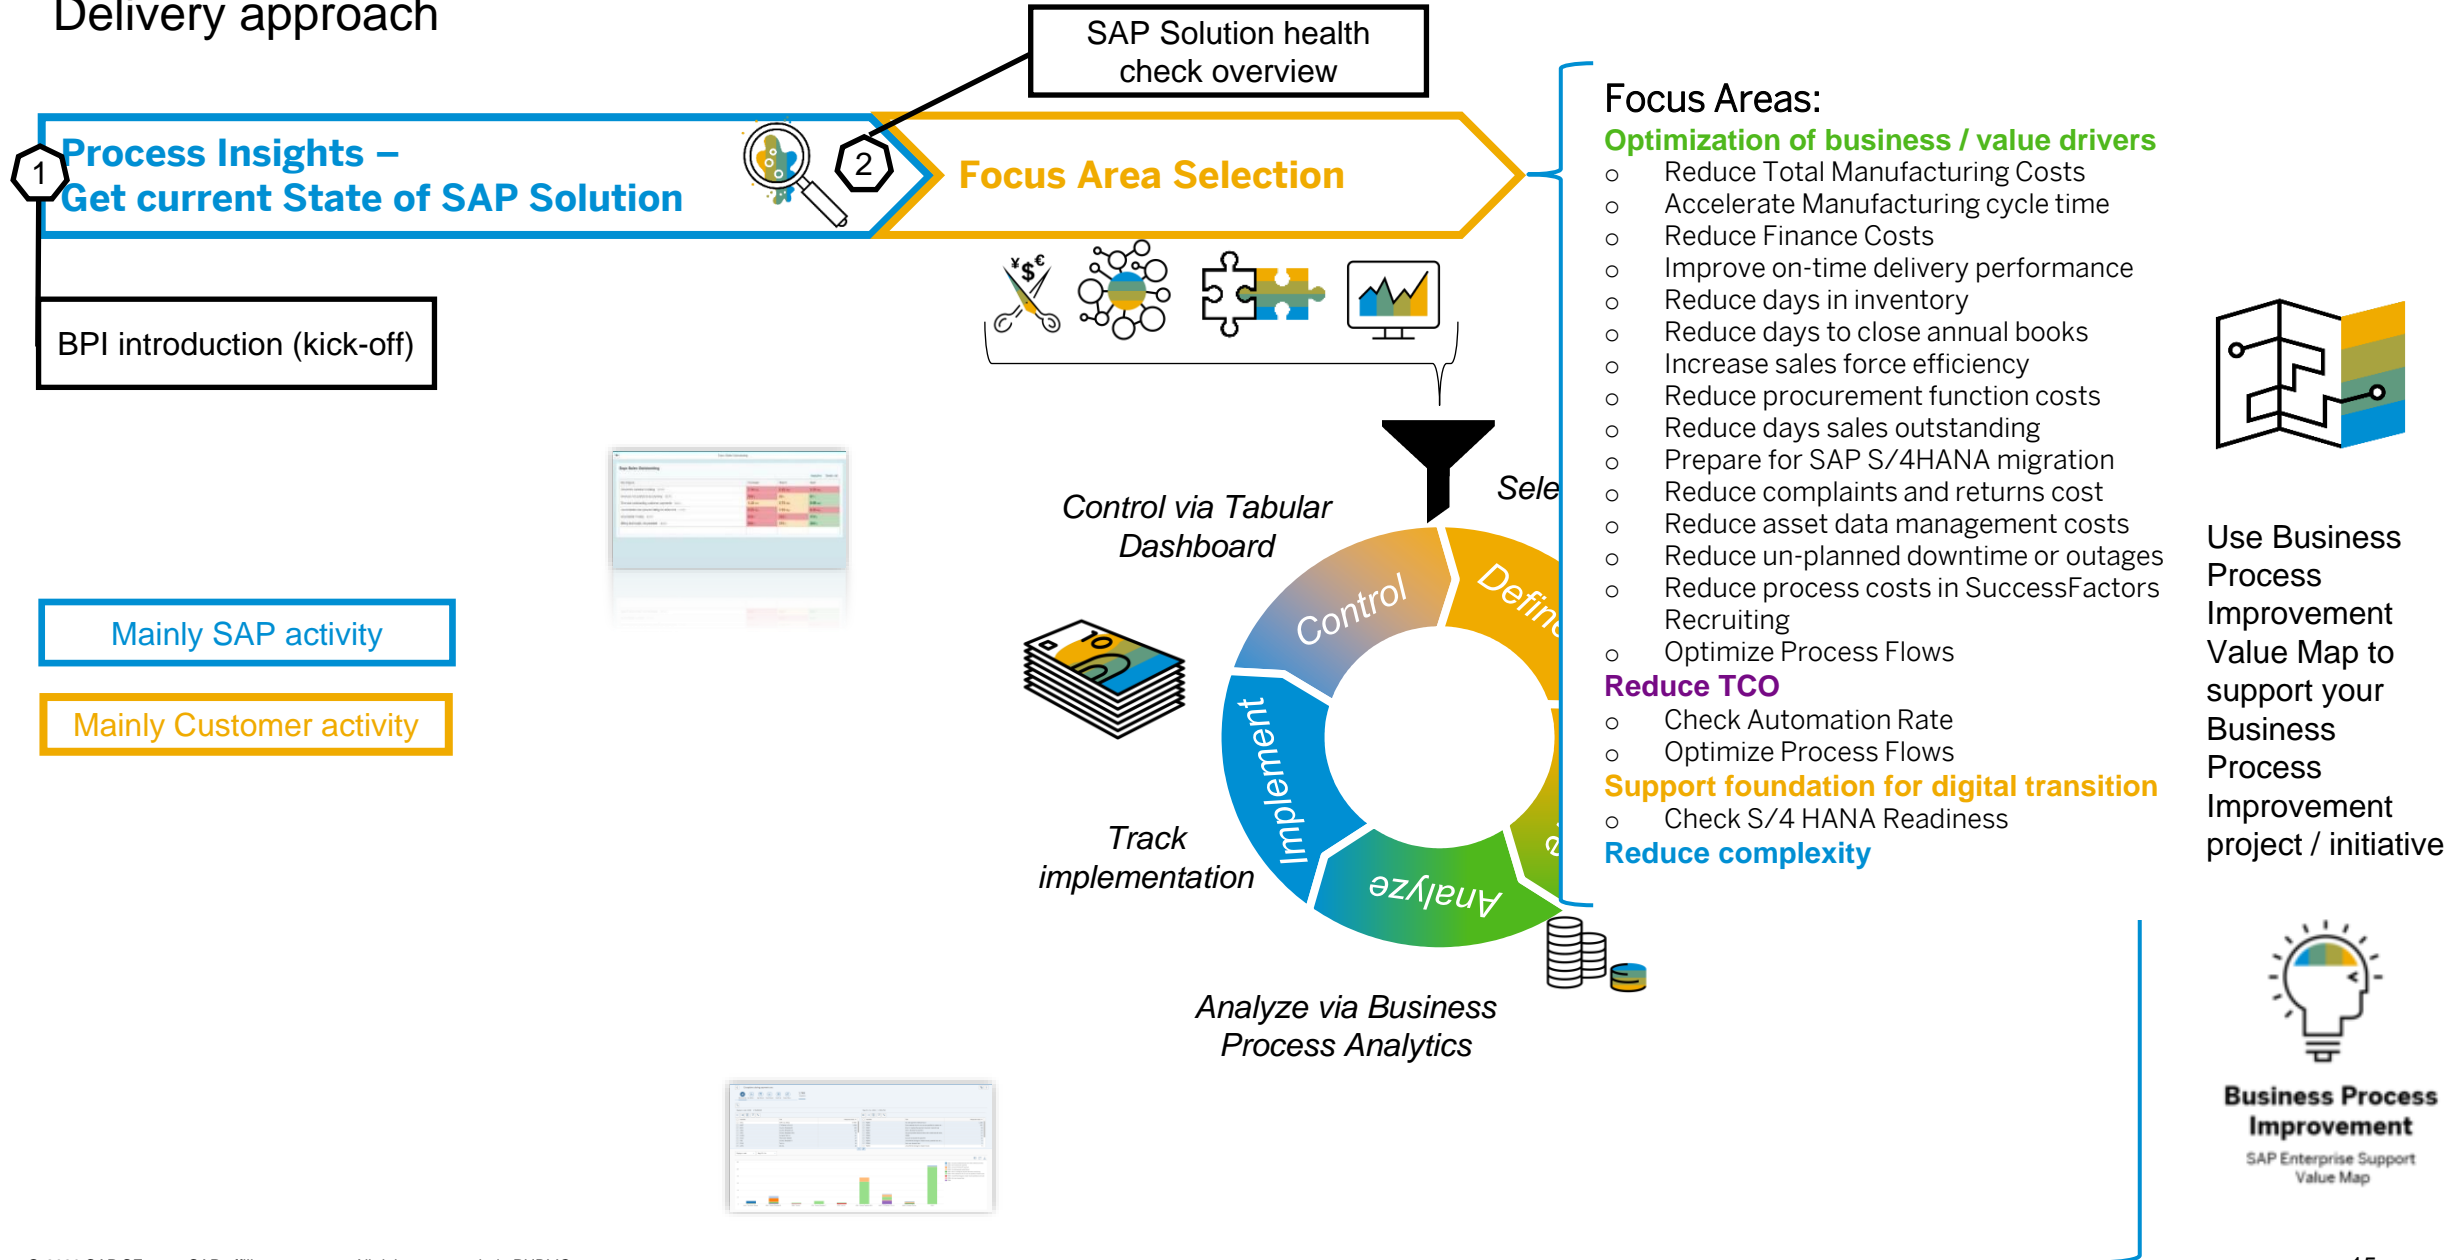 Delivery approach
SAP Solution health
check overview
Process Insights –
Get current State of SAP Solution
1
2
Focus Area Selection
BPI introduction (kick-off)
¥$€
Mainly SAP activity
Mainly Customer activity
Control via Tabular
Dashboard
Control
Implement
Analyze
10
Track
implementation
Analyze via Business
Process Analytics
Focus Areas:
Optimization of business / value drivers
o Reduce Total Manufacturing Costs
o Accelerate Manufacturing cycle time
o Reduce Finance Costs
o Improve on-time delivery performance
o Reduce days in inventory
o Reduce days to close annual books
o Increase sales force efficiency
o Reduce procurement function costs
o Reduce days sales outstanding
o Prepare for SAP S/4HANA migration
o Reduce complaints and returns cost
o Reduce asset data management costs
o Reduce un-planned downtime or outages
o Reduce process costs in SuccessFactors
Recruiting
o Optimize Process Flows
Reduce TCO
o Check Automation Rate
o Optimize Process Flows
Support foundation for digital transition
o Check S/4 HANA Readiness
Reduce complexity
Use Business
Process
Improvement
Value Map to
support your
Business
Process
Improvement
project / initiative
Business Process
Improvement
SAP Enterprise Support
Value Map